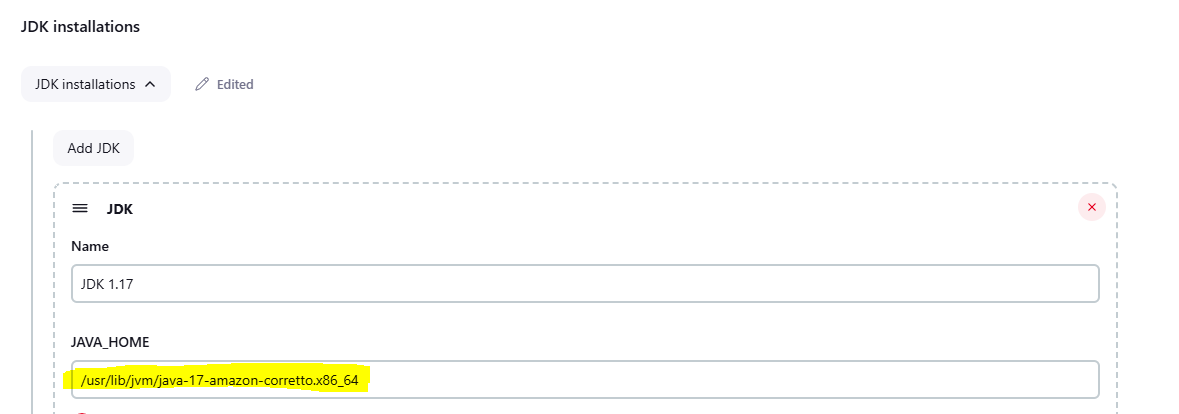 JDK installations
JDK installations
Edited
Add JDK
JDK
Name
JDK 1.17
JAVA_HOME
/usr/lib/jvm/java-17-amazon-corretto.x86_64